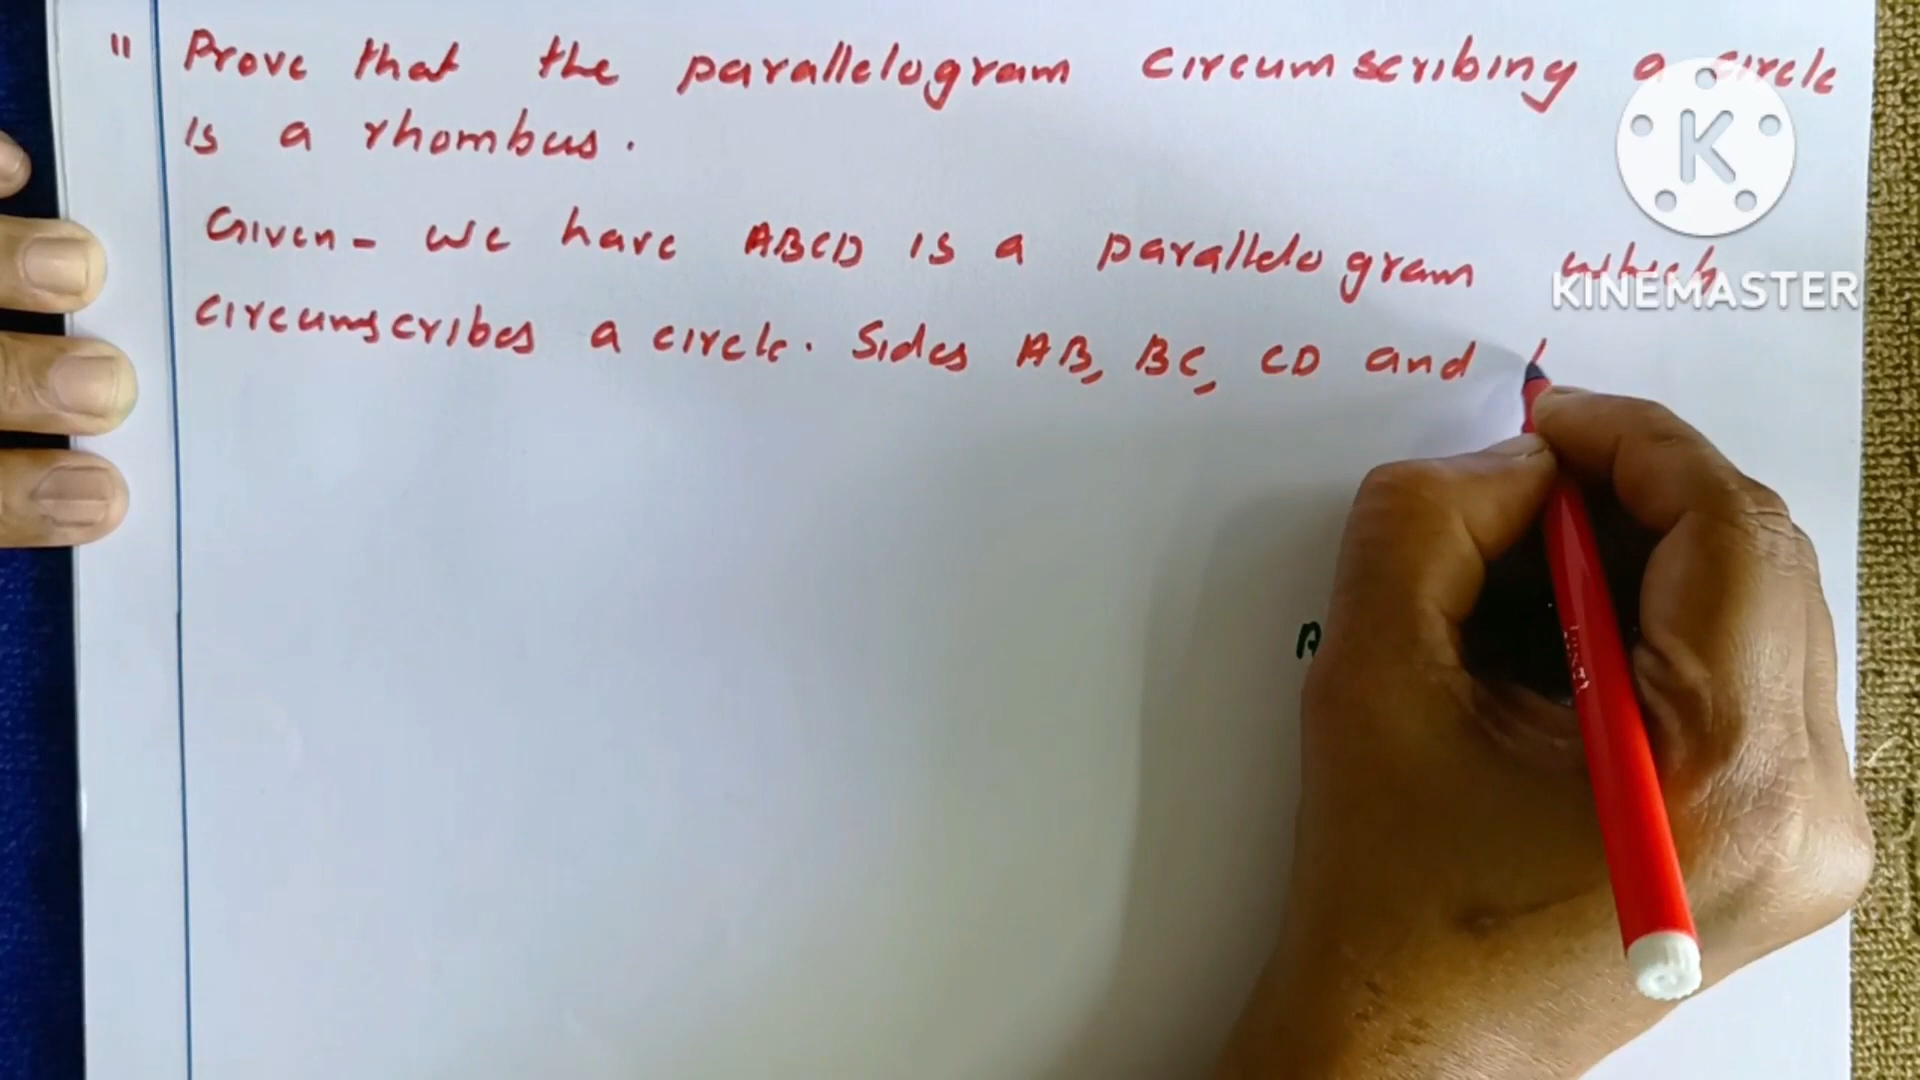 11 Prove that the parallelogram circumscribing a circle
is a rhombus.
Given - We have ABCD is a parallelogram which
circumscribes a circle. Sides AB, BC, CD and
K
KINEMASTER
A